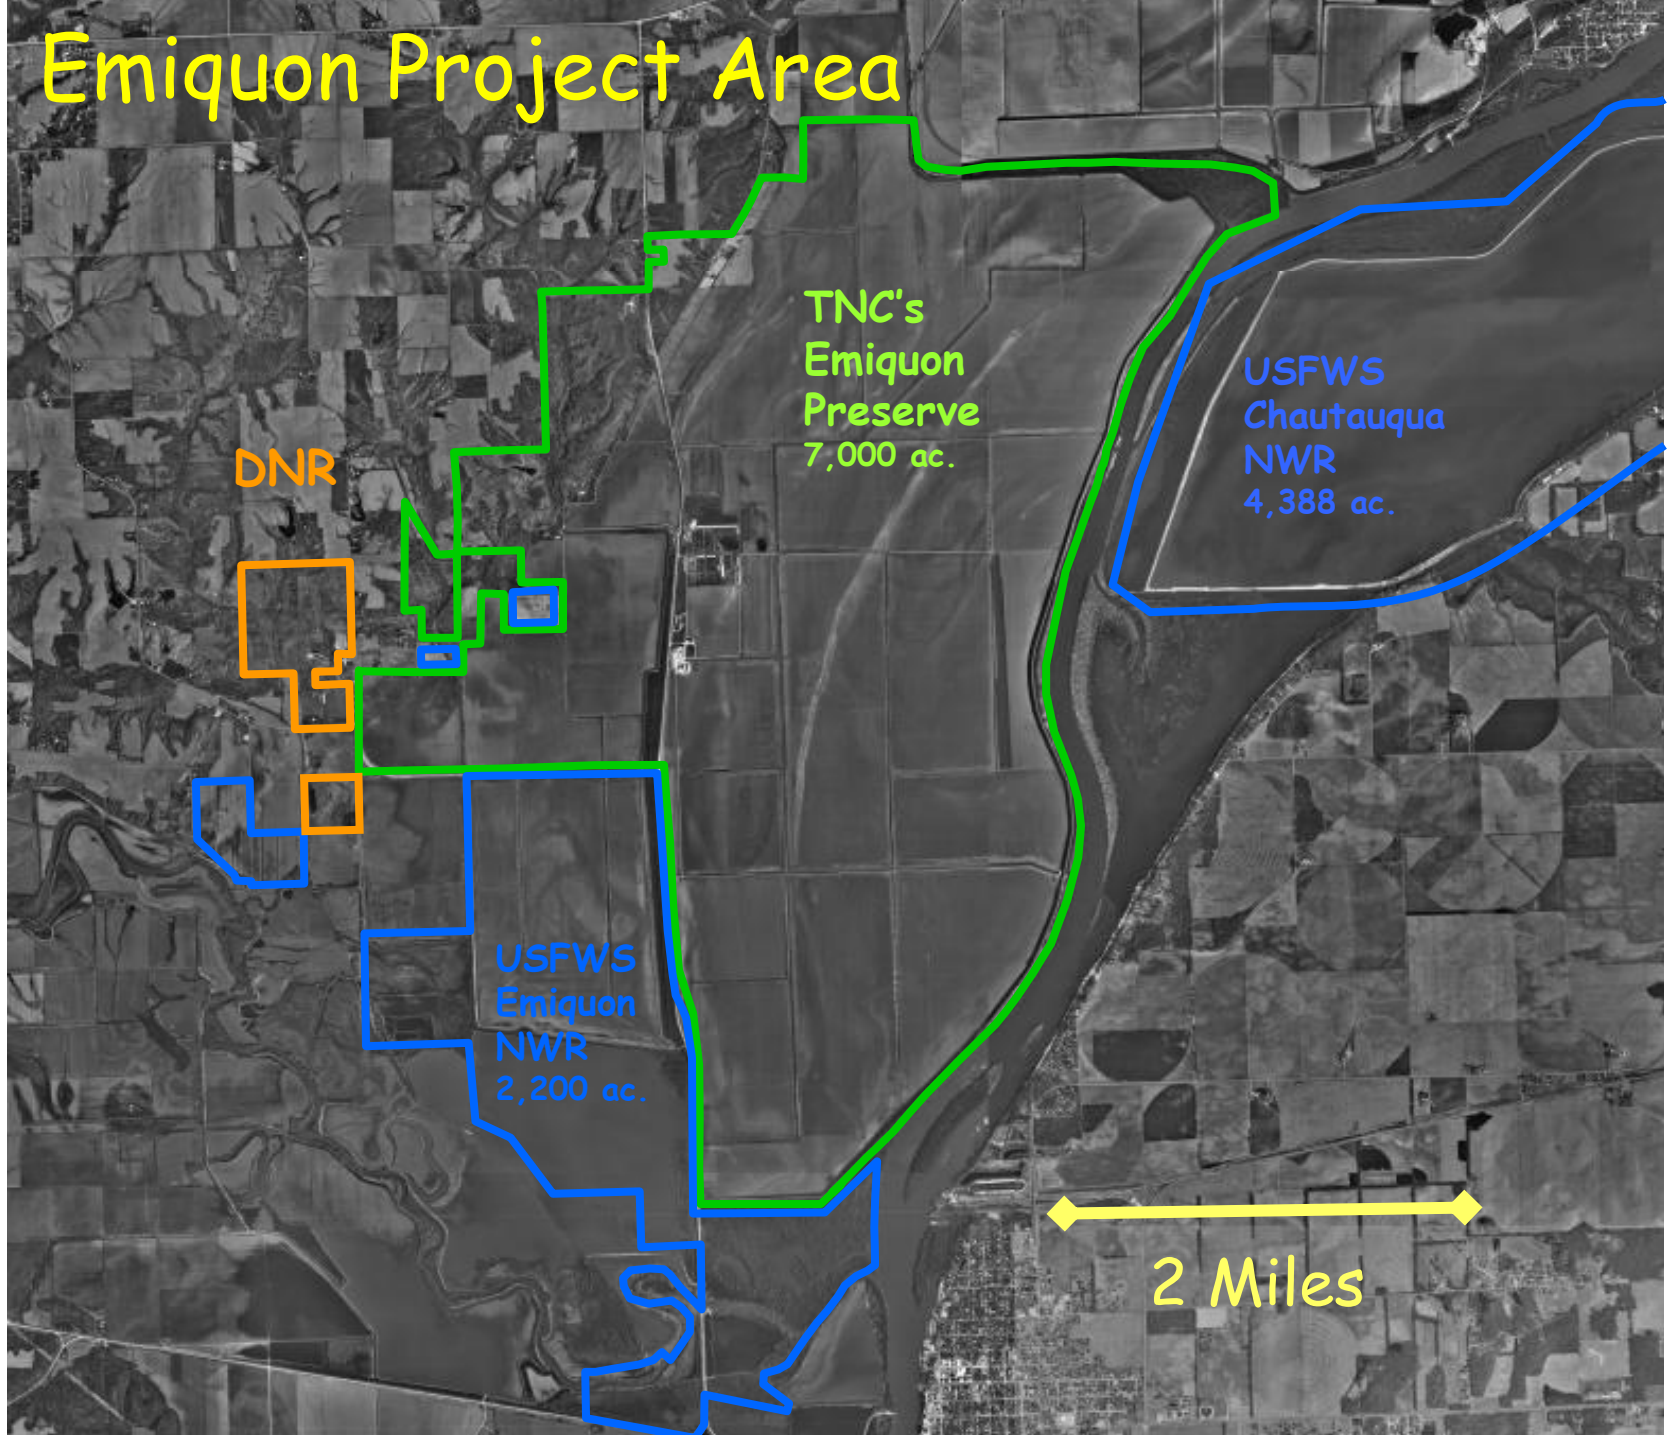 Emiquon Project Area
TNC's
Emiquon
Preserve
7,000 ac.
USFWS
Chautauqua
NWR
4,388 ac.
DNR
USFWS
Emiquon
NWR
2,200 ac.
2 Miles